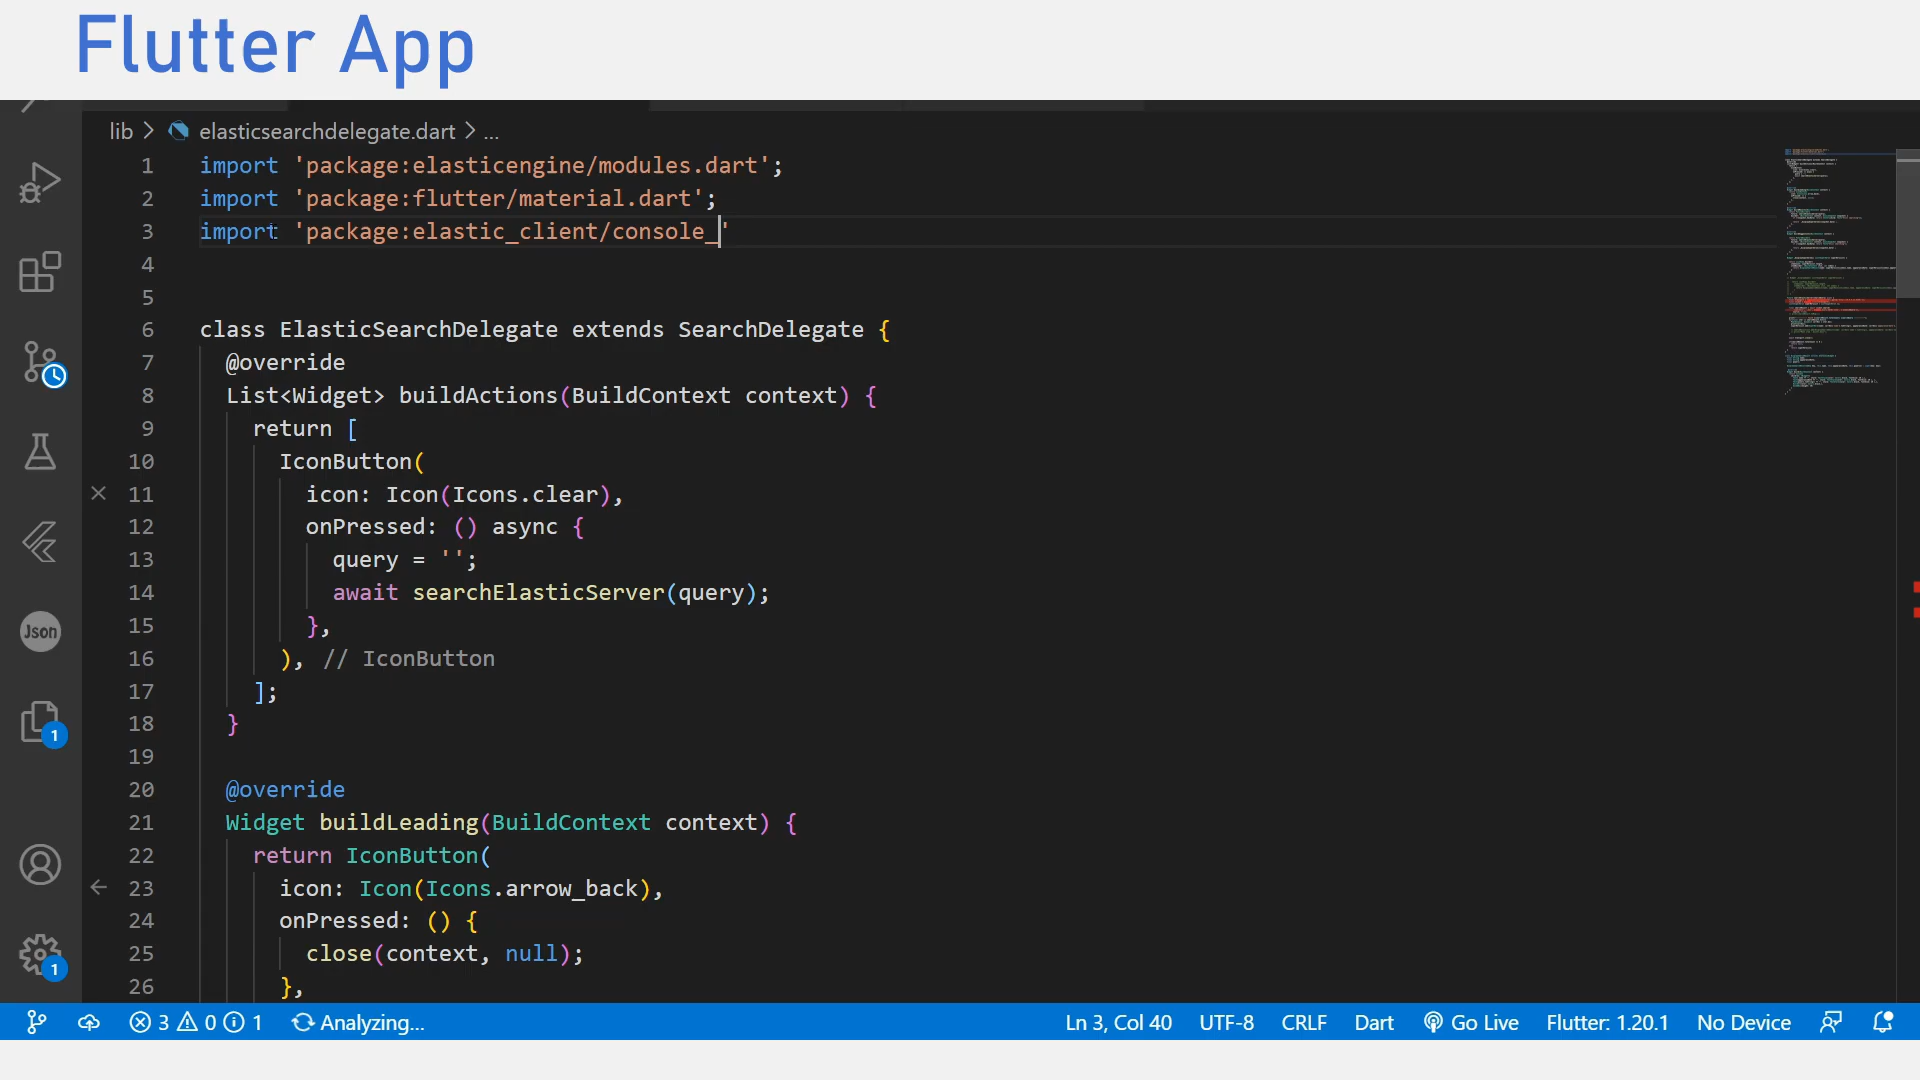 Flutter App
lib > elasticsearchdelegate.dart > ...
1 import 'package:elasticengine/modules.dart';
2 import 'package:flutter/material.dart';
3 import 'package:elastic_client/console_'
4
5
6 class ElasticSearchDelegate extends SearchDelegate {
7 @override
8 List<Widget> buildActions(BuildContext context) {
9 return [
10 IconButton(
11 icon: Icon(Icons.clear),
12 onPressed: () async {
13 query = '';
14 await searchElasticServer(query);
15 },
16 ), // IconButton
17 ];
18 }
19
20 @override
21 Widget buildLeading(BuildContext context) {
22 return IconButton(
23 icon: Icon(Icons.arrow_back),
24 onPressed: () {
25 close(context, null);
26 },
Json
1
1
3 0 1 Analyzing... Ln 3, Col 40 UTF-8 CRLF Dart Go Live Flutter: 1.20.1 No Device